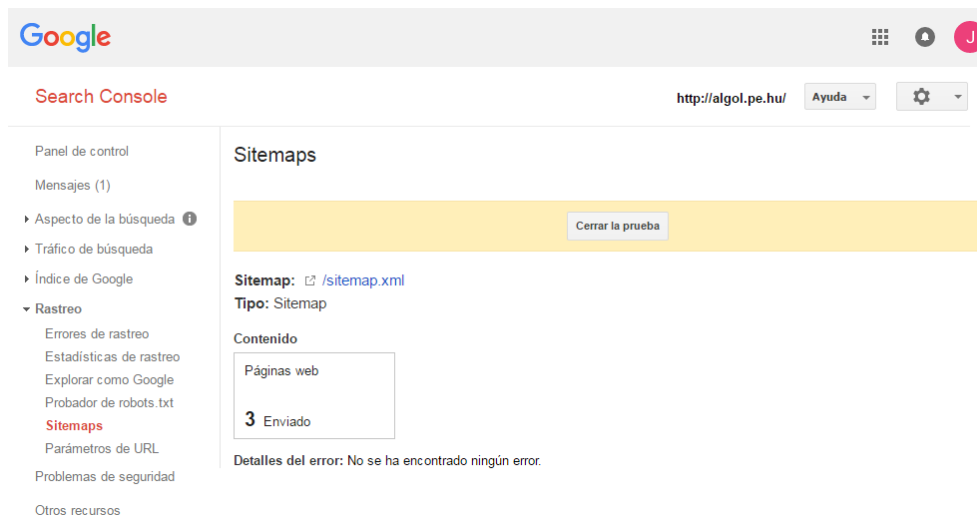 Google
J
Search Console
http://algol.pe.hu/
Ayuda
Panel de control
Mensajes (1)
Aspecto de la búsqueda
Tráfico de búsqueda
Índice de Google
Rastreo
Errores de rastreo
Estadísticas de rastreo
Explorar como Google
Probador de robots.txt
Sitemaps
Parámetros de URL
Problemas de seguridad
Otros recursos
Sitemaps
Cerrar la prueba
Sitemap: /sitemap.xml
Tipo: Sitemap
Contenido
Páginas web
3 Enviado
Detalles del error: No se ha encontrado ningún error.